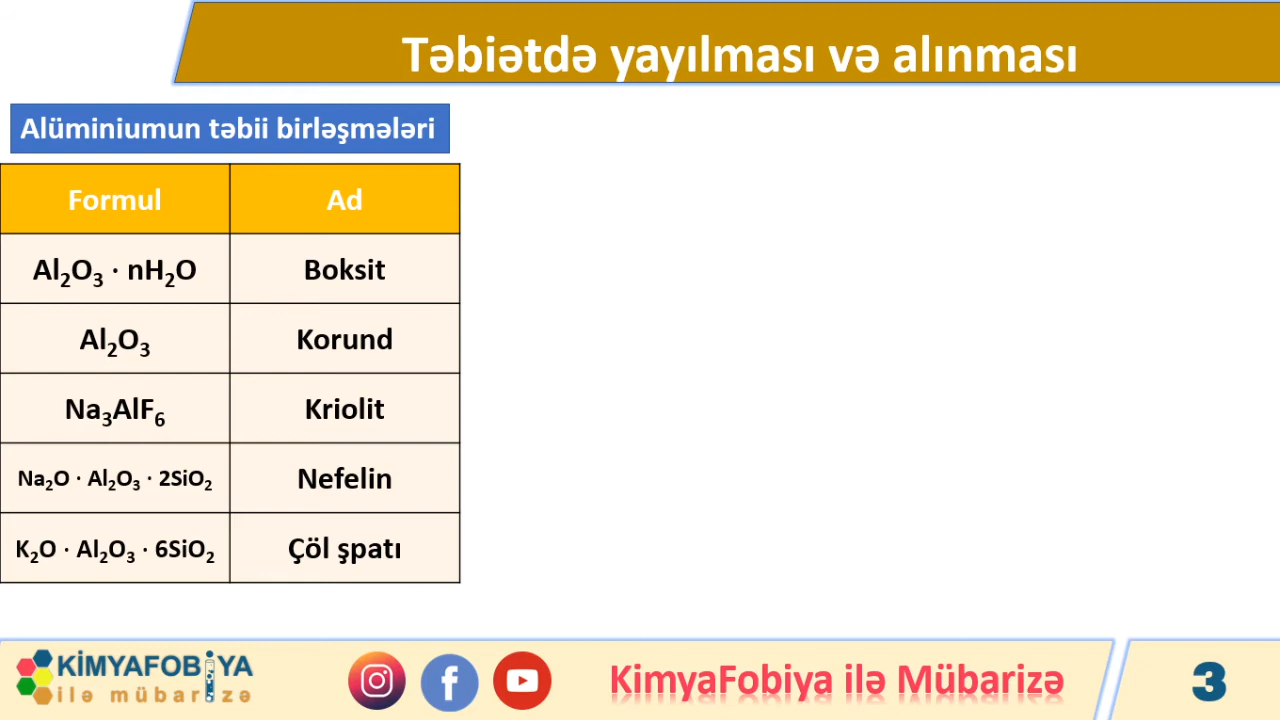 Təbiətdə yayılması və alınması
Alüminiumun təbii birləşmələri
Formul Ad
Al₂O₃ · nH₂O Boksit
Al₂O₃ Korund
Na₃AlF₆ Kriolit
Na₂O · Al₂O₃ · 2SiO₂ Nefelin
K₂O · Al₂O₃ · 6SiO₂ Çöl şpatı
KİMYAFOBİYA
ilə mübarizə
KimyaFobiya ilə Mübarizə
3